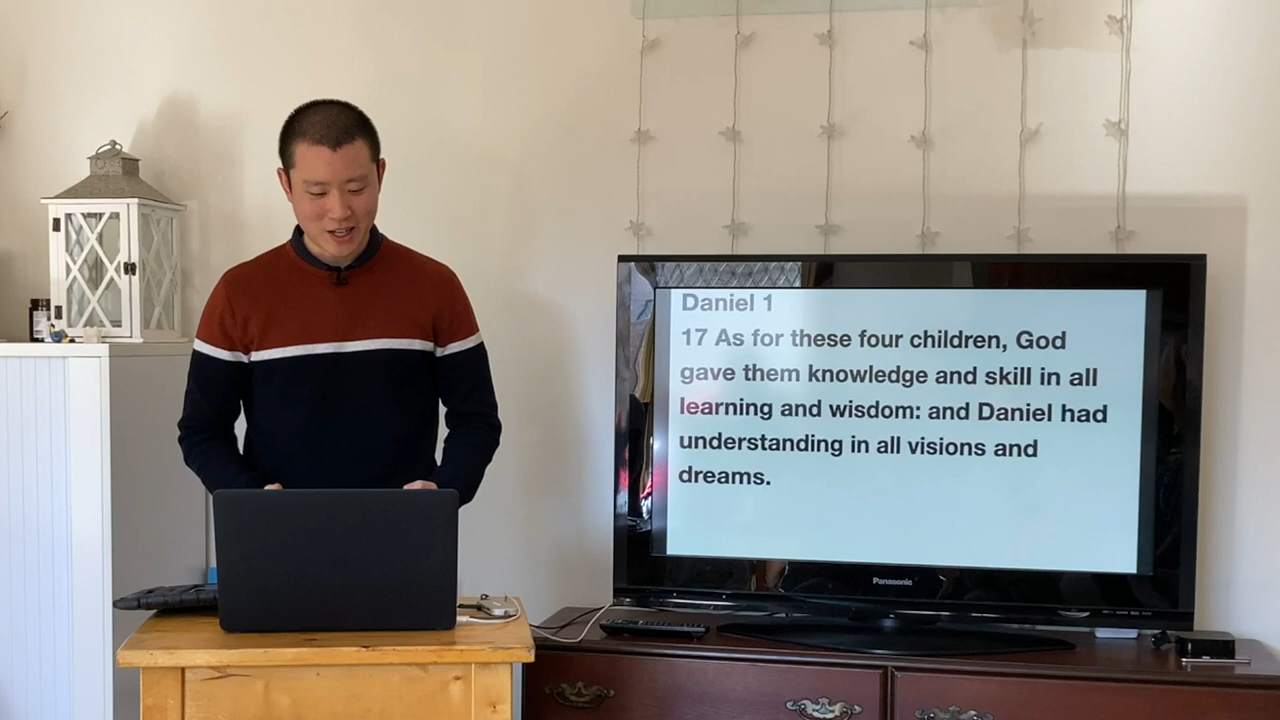 Daniel 1
17 As for these four children, God
gave them knowledge and skill in all
learning and wisdom: and Daniel had
understanding in all visions and
dreams.
Panasonic